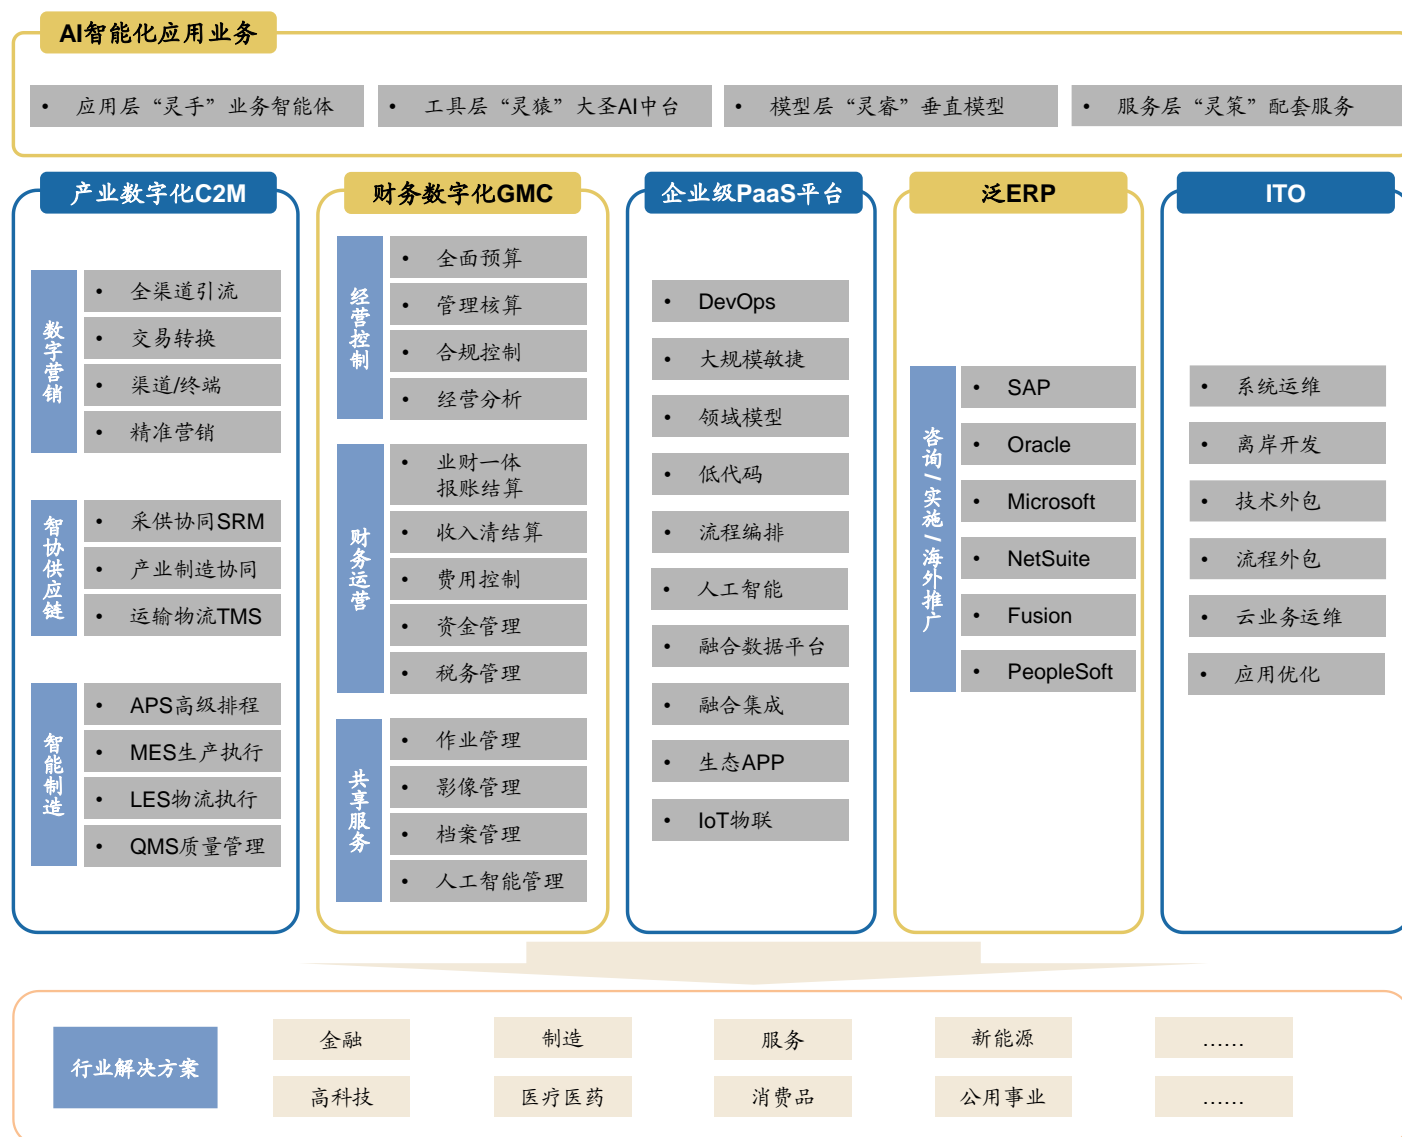 AI智能化应用业务
• 应用层“灵手”业务智能体
• 工具层“灵猿”大圣AI中台
• 模型层“灵睿”垂直模型
• 服务层“灵策”配套服务
产业数字化C2M
数字营销
• 全渠道引流
• 交易转换
• 渠道/终端
• 精准营销
智协供应链
• 采供协同SRM
• 产业制造协同
• 运输物流TMS
智能制造
• APS高级排程
• MES生产执行
• LES物流执行
• QMS质量管理
财务数字化GMC
经营控制
• 全面预算
• 管理核算
• 合规控制
• 经营分析
财务运营
• 业财一体
报账结算
• 收入清结算
• 费用控制
• 资金管理
• 税务管理
共享服务
• 作业管理
• 影像管理
• 档案管理
• 人工智能管理
企业级PaaS平台
• DevOps
• 大规模敏捷
• 领域模型
• 低代码
• 流程编排
• 人工智能
• 融合数据平台
• 融合集成
• 生态APP
• IoT物联
泛ERP
咨询/实施/海外推广
• SAP
• Oracle
• Microsoft
• NetSuite
• Fusion
• PeopleSoft
ITO
• 系统运维
• 离岸开发
• 技术外包
• 流程外包
• 云业务运维
• 应用优化
行业解决方案
金融
制造
服务
新能源
……
高科技
医疗医药
消费品
公用事业
……